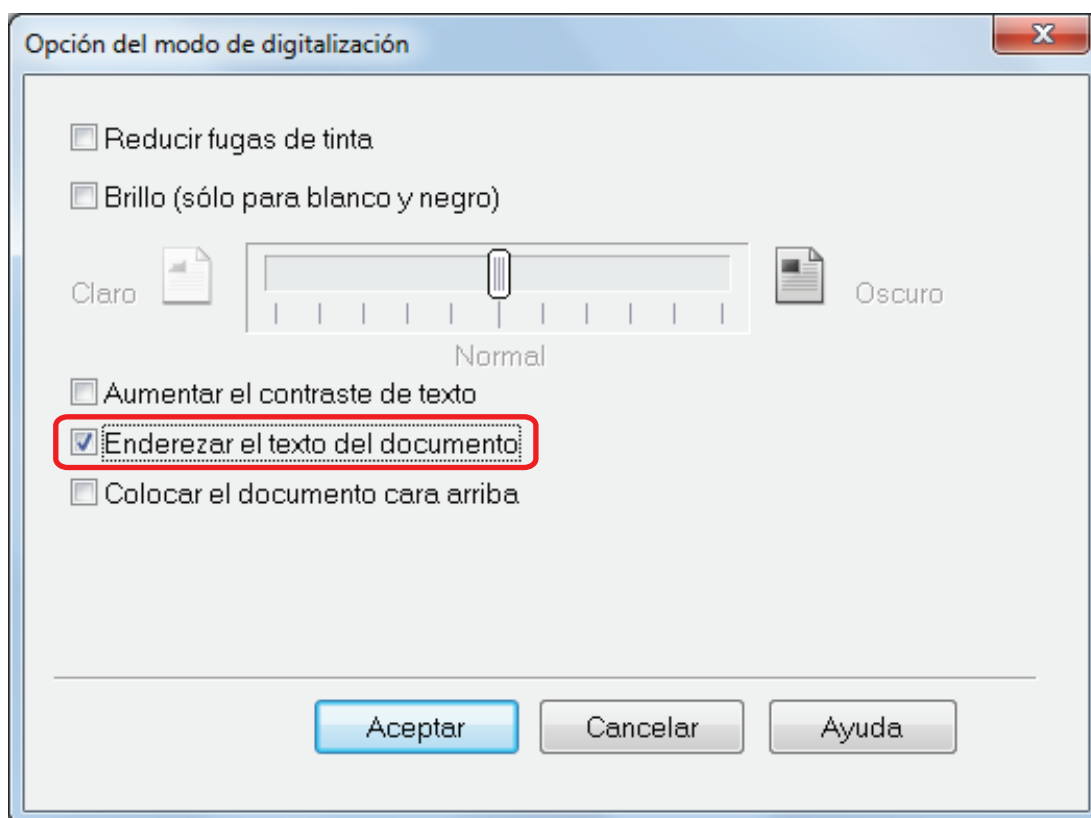 Opción del modo de digitalización
Reducir fugas de tinta
Brillo (sólo para blanco y negro)
Claro
Oscuro
Normal
Aumentar el contraste de texto
Enderezar el texto del documento
Colocar el documento cara arriba
Aceptar
Cancelar
Ayuda